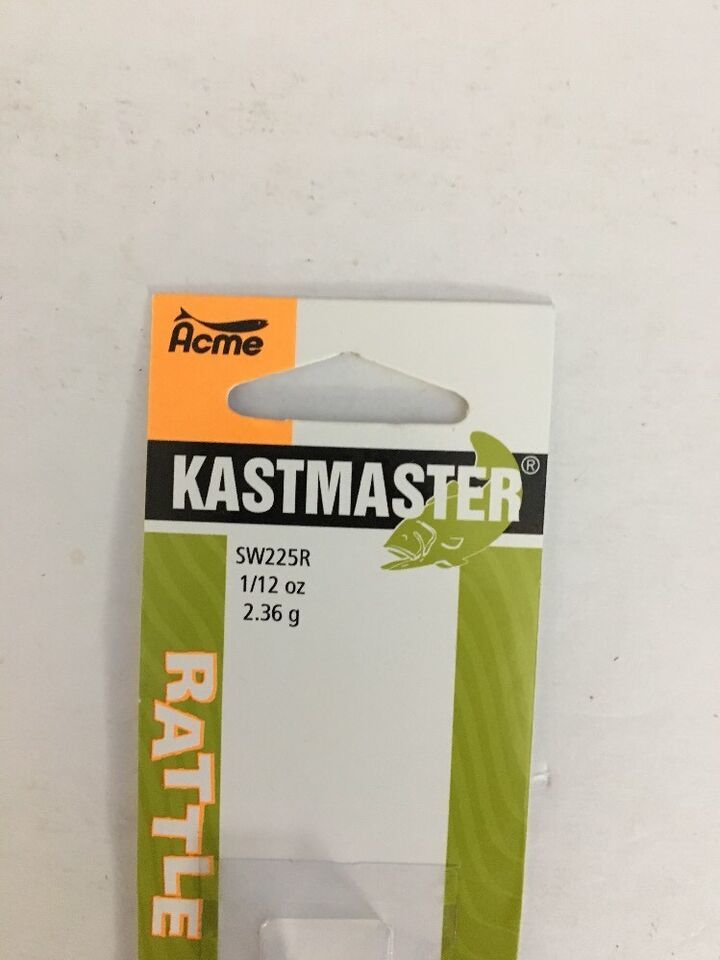 Acme
KASTMASTER®
SW225R
1/12 oz
2.36 g
RATTLE